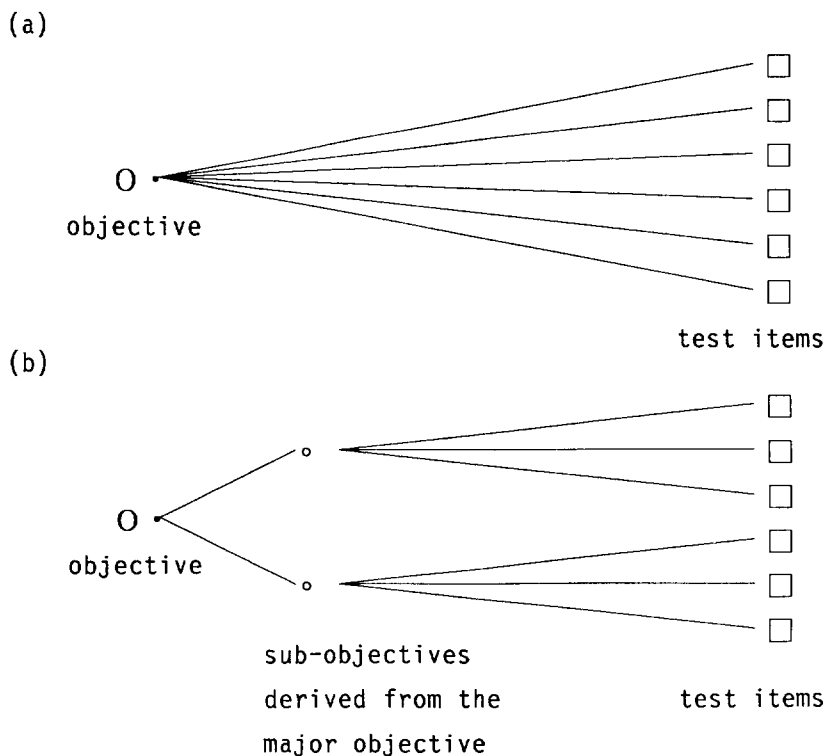 (a)
O
objective
test items
(b)
O
objective
sub-objectives
derived from the test items
major objective